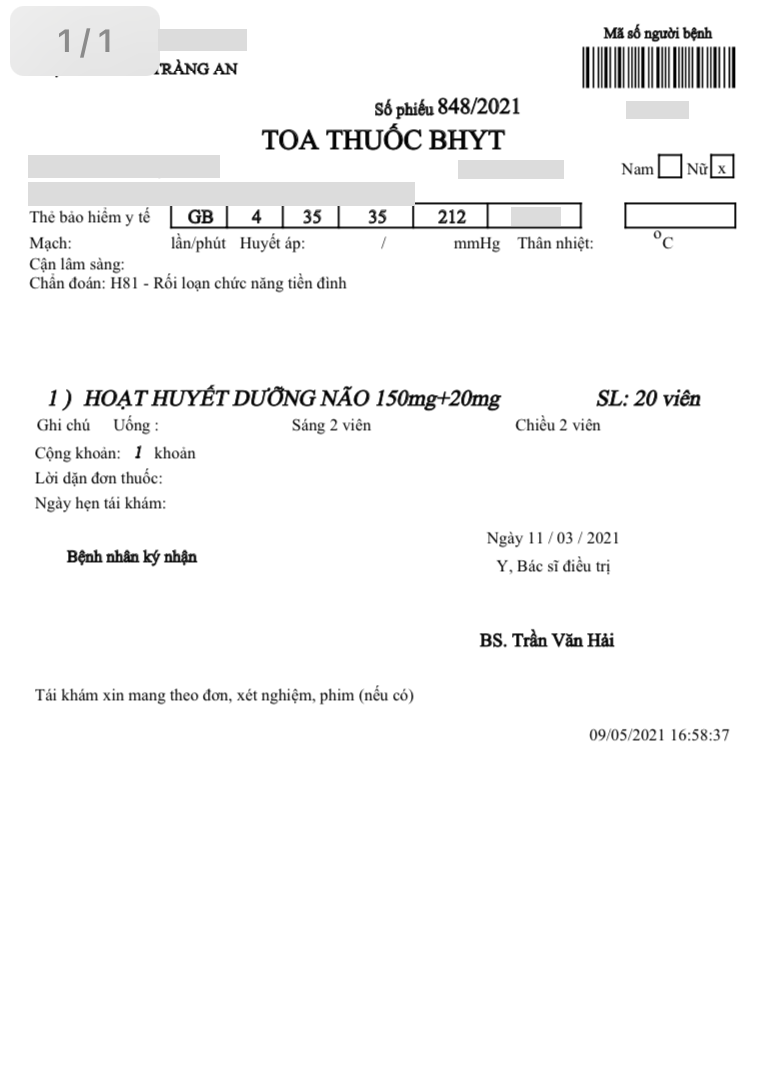 1/1
Mã số người bệnh
TRÀNG AN
Số phiếu 848/2021
TOA THUỐC BHYT
Nam Nữ x
Thẻ bảo hiểm y tế GB 4 35 35 212
Mạch: lần/phút Huyết áp: / mmHg Thân nhiệt: °C
Cận lâm sàng:
Chẩn đoán: H81 - Rối loạn chức năng tiền đình
1 ) HOẠT HUYẾT DƯỠNG NÃO 150mg+20mg SL: 20 viên
Ghi chú Uống : Sáng 2 viên Chiều 2 viên
Cộng khoản: 1 khoản
Lời dặn đơn thuốc:
Ngày hẹn tái khám:
Ngày 11 / 03 / 2021
Bệnh nhân ký nhận
Y, Bác sĩ điều trị
BS. Trần Văn Hải
Tái khám xin mang theo đơn, xét nghiệm, phim (nếu có)
09/05/2021 16:58:37